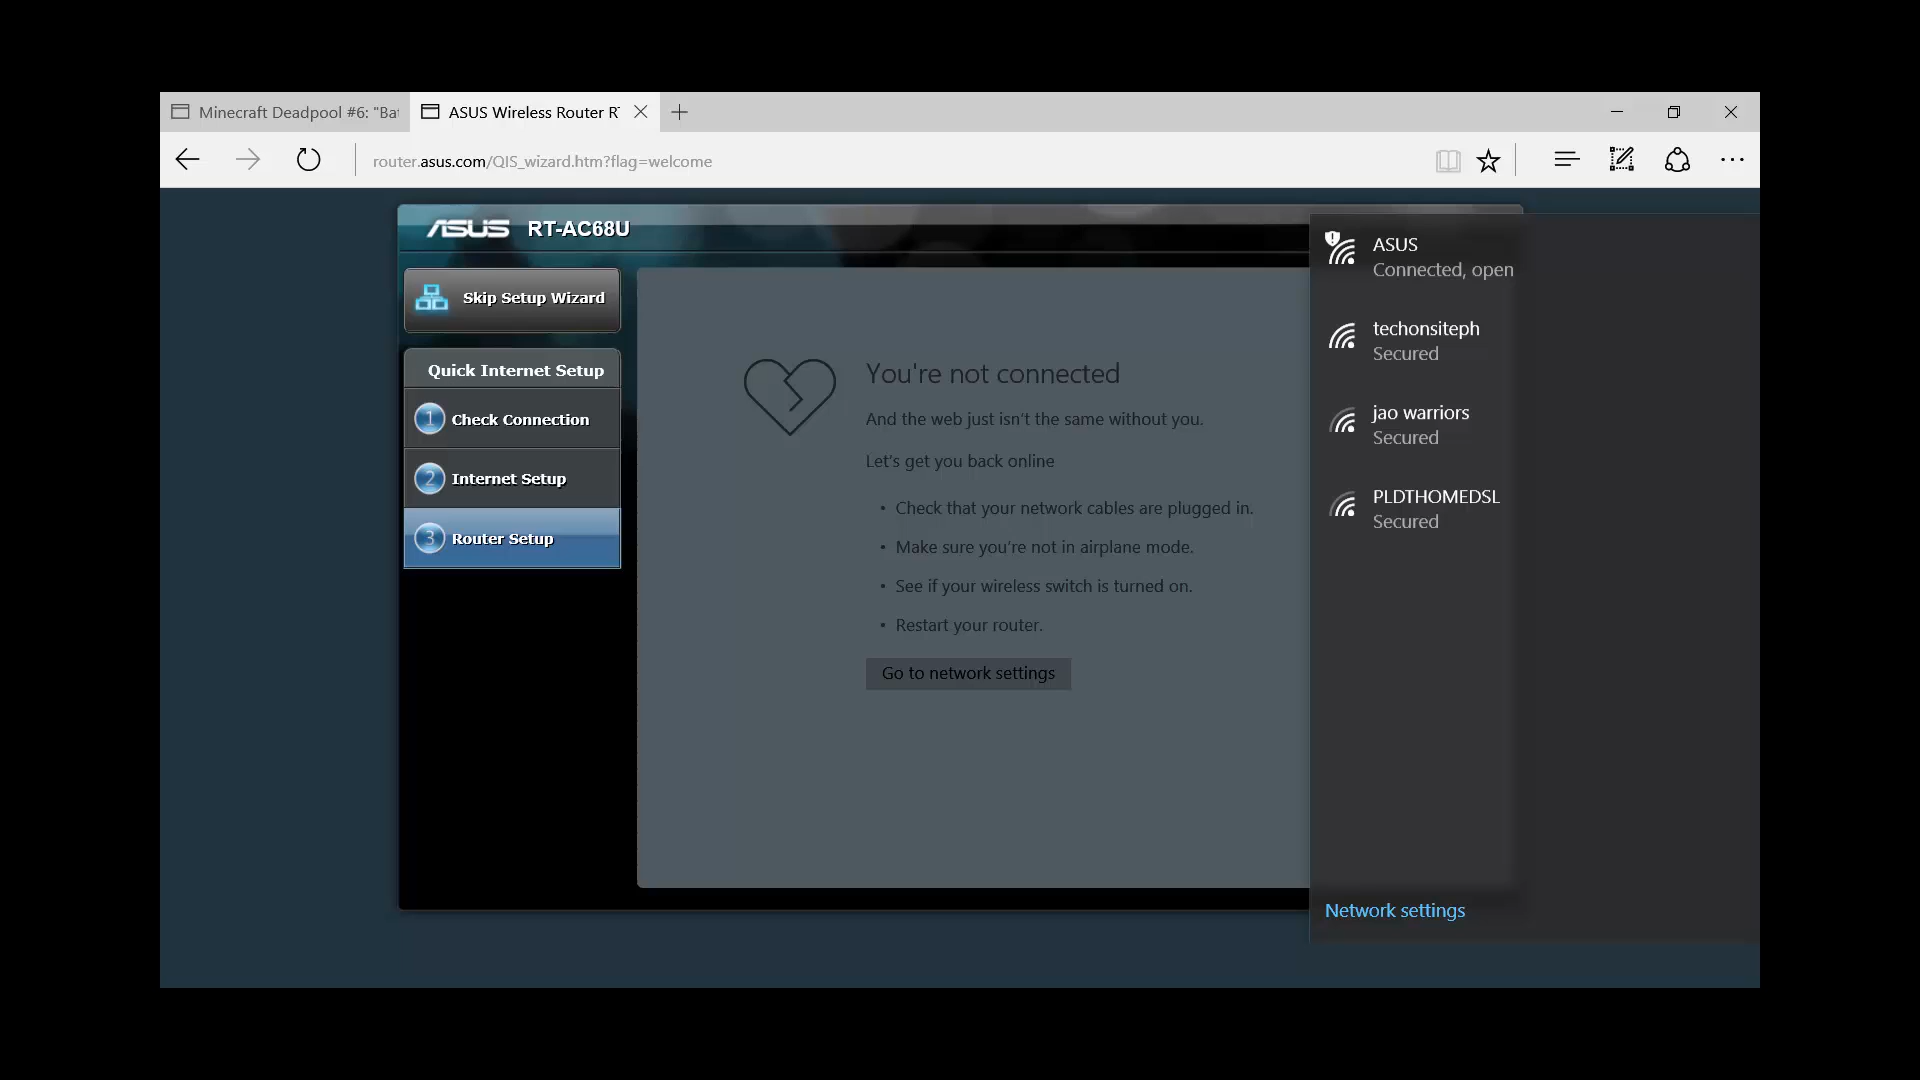 Minecraft Deadpool #6: "Bat
ASUS Wireless Router RT
router.asus.com/QIS_wizard.htm?flag=welcome
ASUS RT-AC68U
Skip Setup Wizard
Quick Internet Setup
1 Check Connection
2 Internet Setup
3 Router Setup
You're not connected
And the web just isn't the same without you.
Let's get you back online
• Check that your network cables are plugged in.
• Make sure you're not in airplane mode.
• See if your wireless switch is turned on.
• Restart your router.
Go to network settings
ASUS
Connected, open
techonsiteph
Secured
jao warriors
Secured
PLDTHOMEDSL
Secured
Network settings